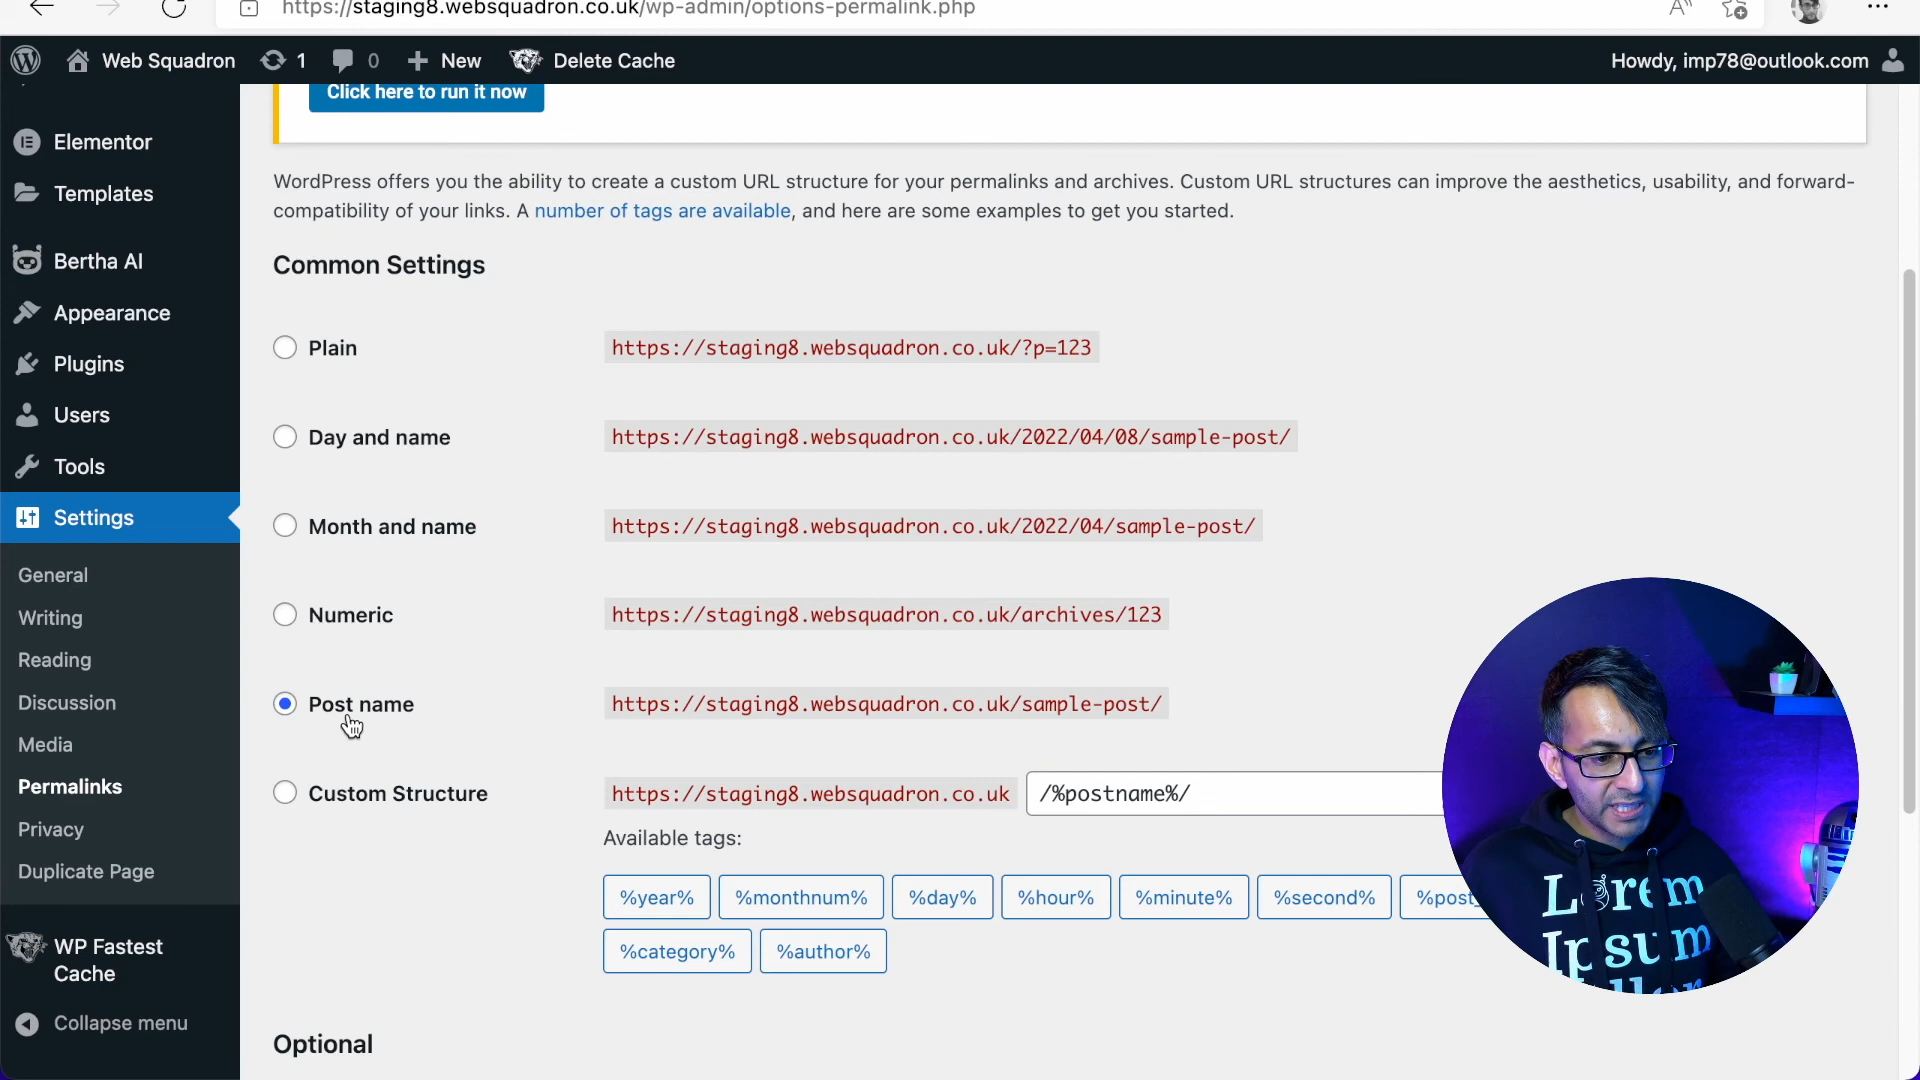 https://staging8.websquadron.co.uk/wp-admin/options-permalink.php
Web Squadron
1
0
New
Delete Cache
Howdy, imp78@outlook.com
Elementor
Templates
Bertha AI
Appearance
Plugins
Users
Tools
Settings
General
Writing
Reading
Discussion
Media
Permalinks
Privacy
Duplicate Page
WP Fastest
Cache
Collapse menu
Click here to run it now
WordPress offers you the ability to create a custom URL structure for your permalinks and archives. Custom URL structures can improve the aesthetics, usability, and forward-
compatibility of your links. A number of tags are available, and here are some examples to get you started.
Common Settings
Plain
https://staging8.websquadron.co.uk/?p=123
Day and name
https://staging8.websquadron.co.uk/2022/04/08/sample-post/
Month and name
https://staging8.websquadron.co.uk/2022/04/sample-post/
Numeric
https://staging8.websquadron.co.uk/archives/123
Post name
https://staging8.websquadron.co.uk/sample-post/
Custom Structure
https://staging8.websquadron.co.uk
/%postname%/
Available tags:
%year%
%monthnum%
%day%
%hour%
%minute%
%second%
%post_
%category%
%author%
Optional
Lorem
Ipsum